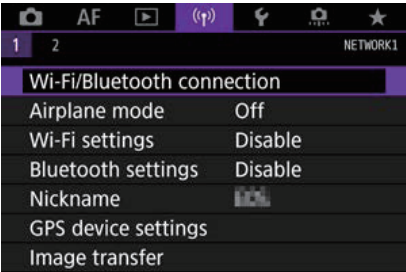 AF
1 2 NETWORK1
Wi-Fi/Bluetooth connection
Airplane mode Off
Wi-Fi settings Disable
Bluetooth settings Disable
Nickname
GPS device settings
Image transfer